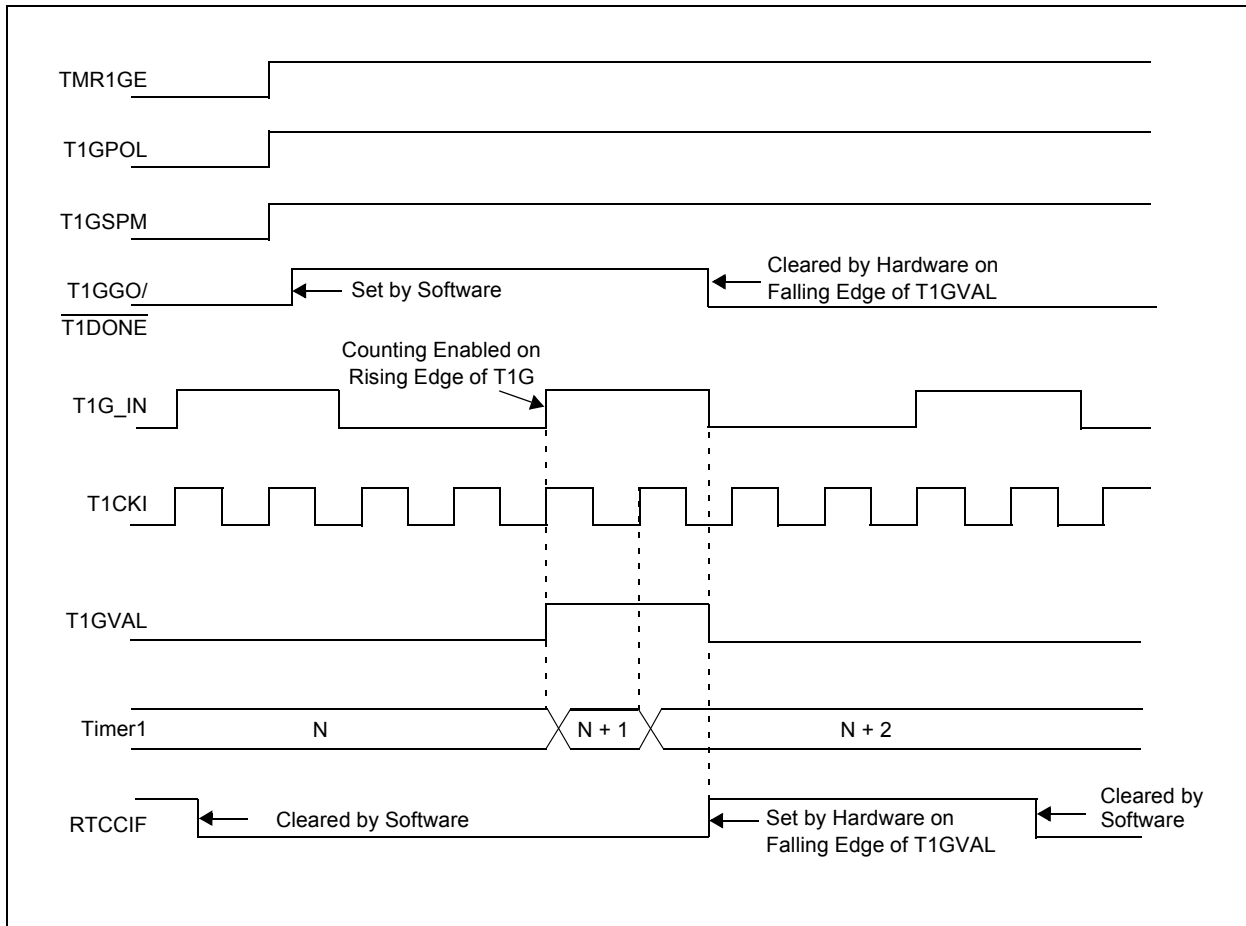 TMR1GE
T1GPOL
T1GSPM
T1GGO/
T1DONE
Set by Software
Cleared by Hardware on
Falling Edge of T1GVAL
Counting Enabled on
Rising Edge of T1G
T1G_IN
T1CKI
T1GVAL
Timer1
N
N + 1
N + 2
RTCCIF
Cleared by Software
Set by Hardware on
Falling Edge of T1GVAL
Cleared by
Software